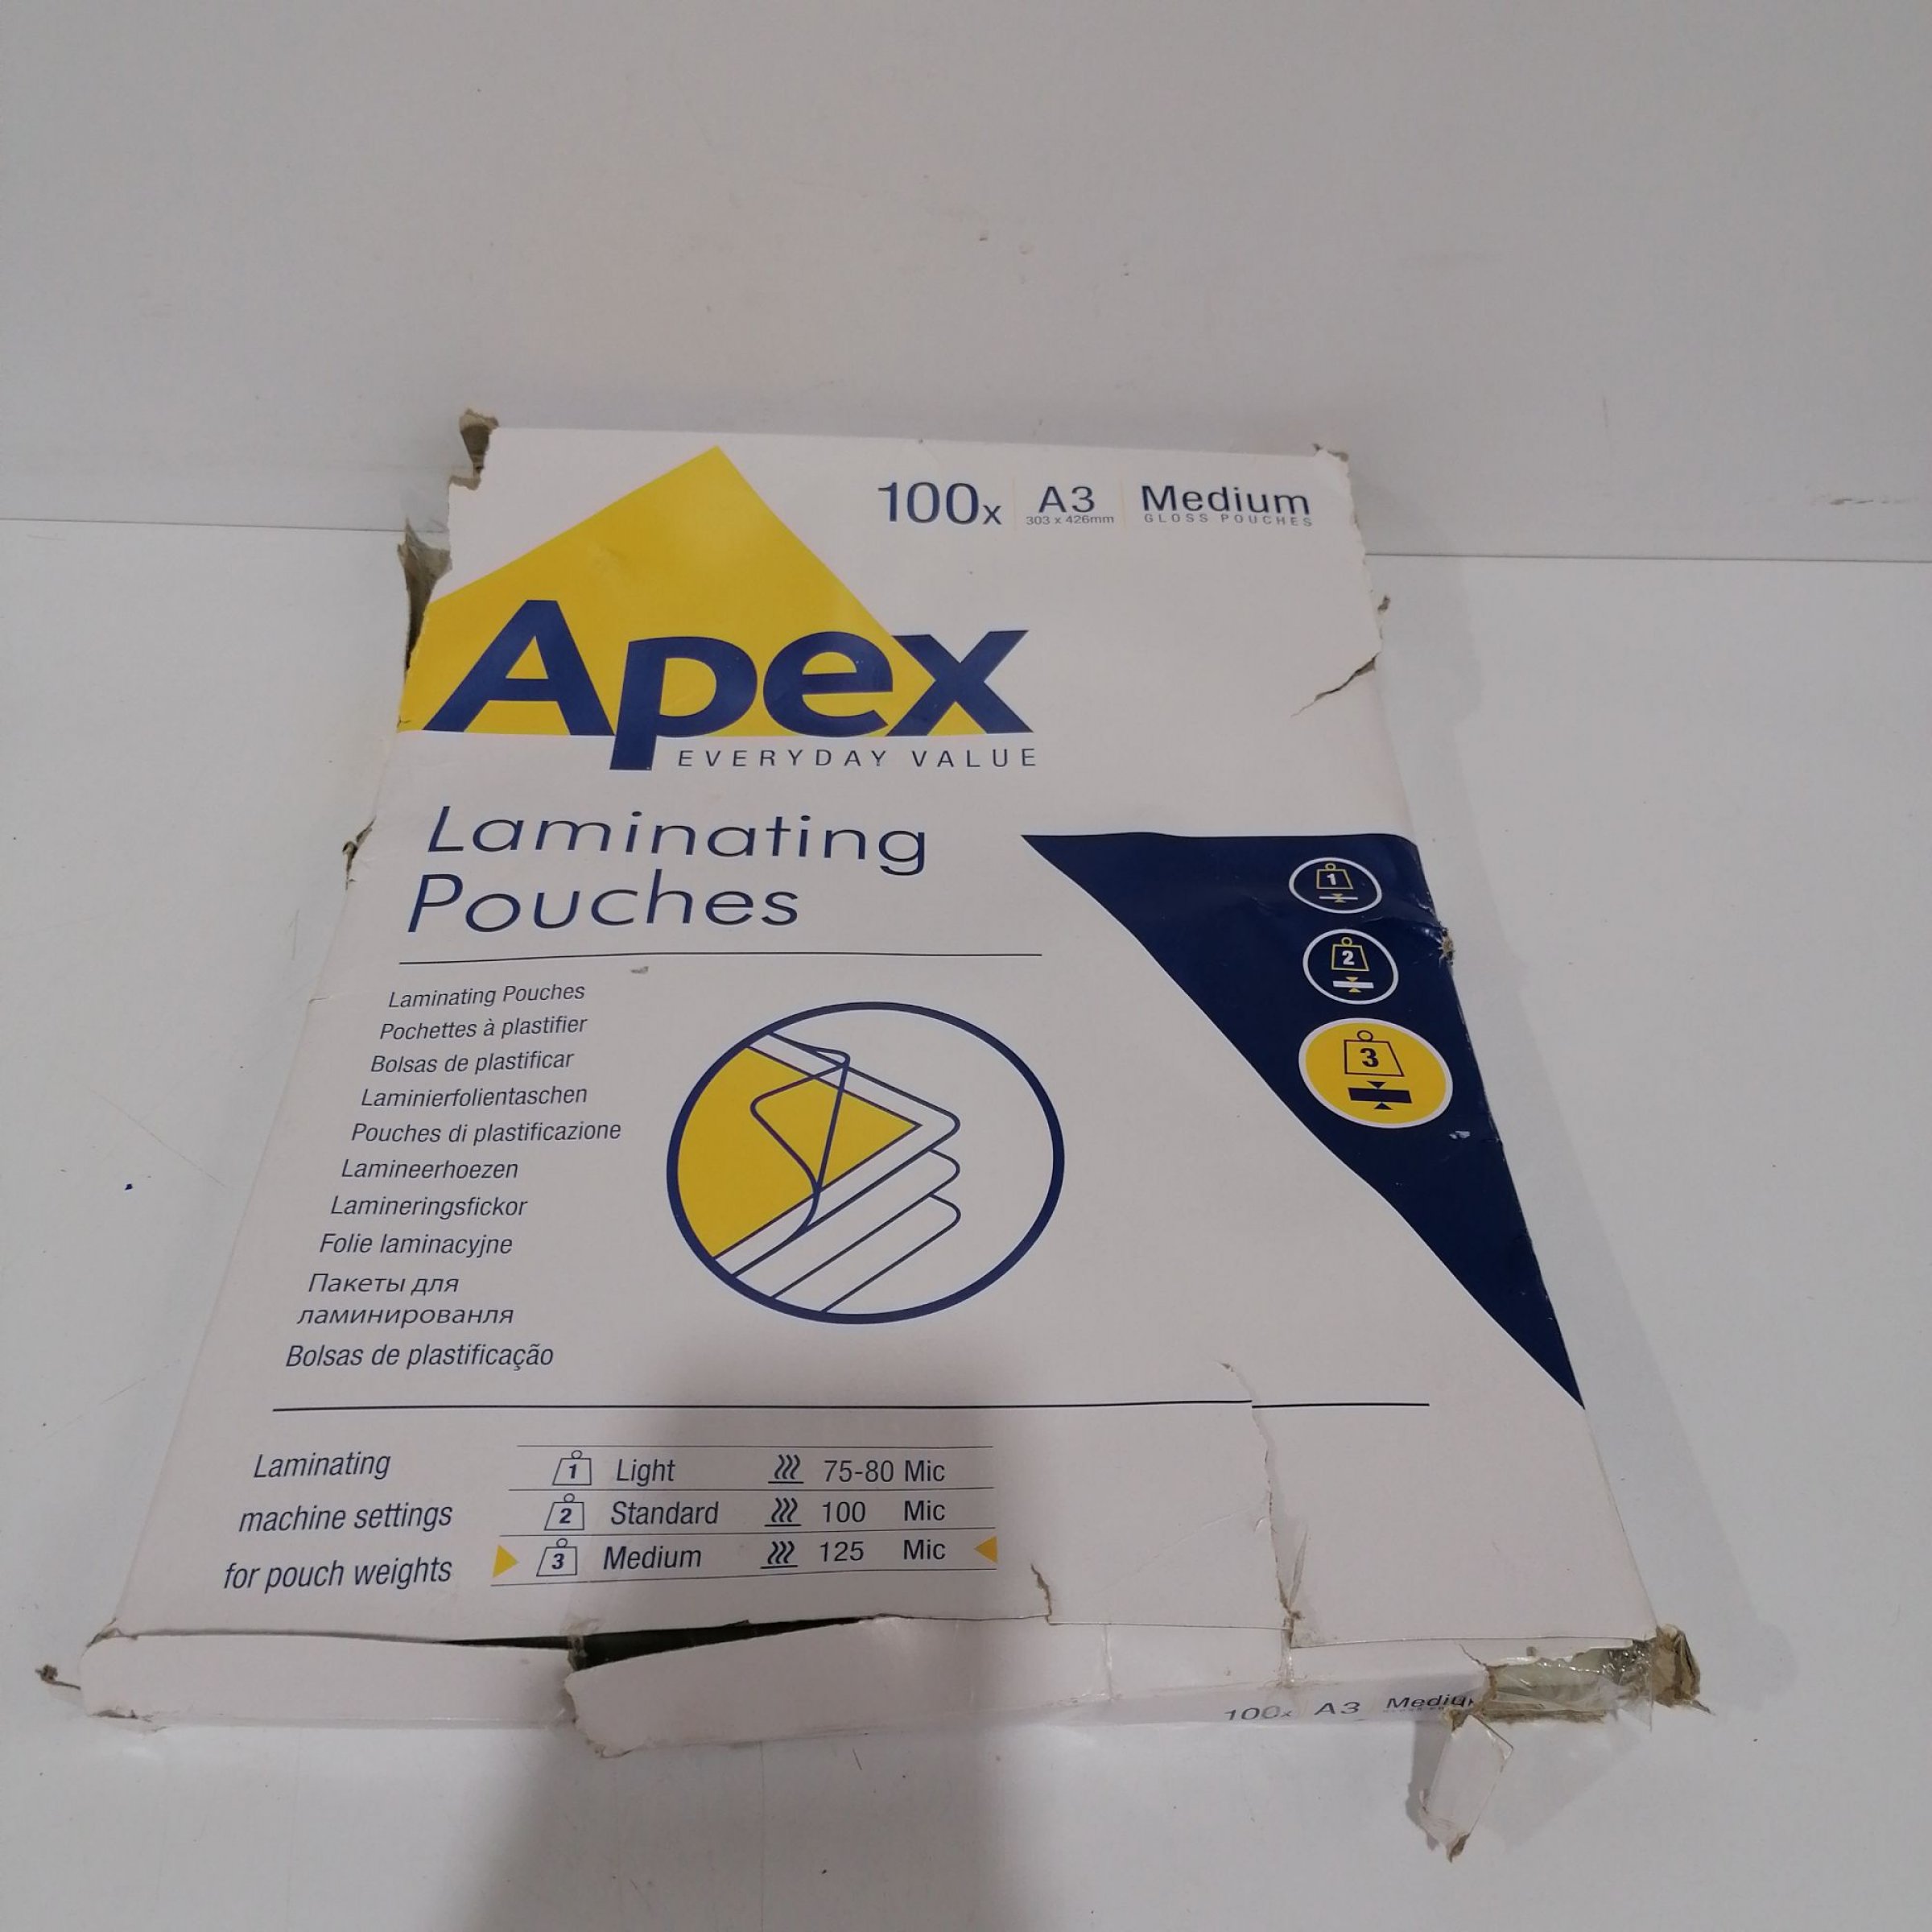 100x A3 Medium
303 x 426mm GLOSS POUCHES
Apex
EVERYDAY VALUE
Laminating
Pouches
1
2
3
Laminating Pouches
Pochettes à plastifier
Bolsas de plastificar
Laminierfolientaschen
Pouches di plastificazione
Lamineerhoezen
Lamineringsfickor
Folie laminacyjne
Пакеты для
ламинированля
Bolsas de plastificação
Laminating
machine settings
for pouch weights
1 Light 75-80 Mic
2 Standard 100 Mic
3 Medium 125 Mic
100x A3